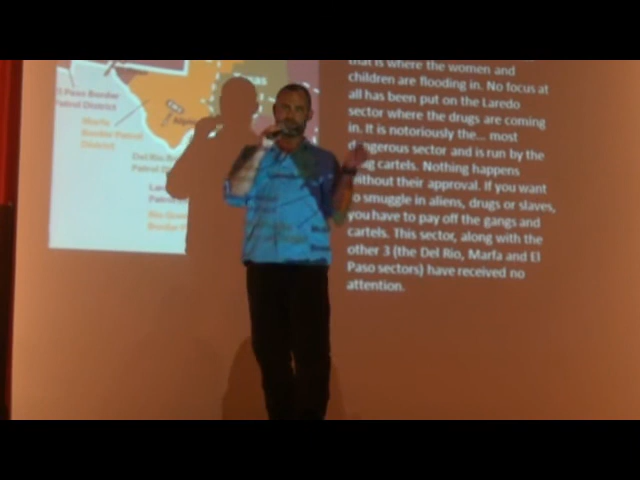 Paso Border
Patrol District
Marfa
Border Patrol
District
Alpine
Texas
Del Rio
that is where the women and
children are flooding in. No focus at
all has been put on the Laredo
sector where the drugs are coming
in. It is notoriously the... most
dangerous sector and is run by the
drug cartels. Nothing happens
without their approval. If you want
to smuggle in aliens, drugs or slaves,
you have to pay off the gangs and
cartels. This sector, along with the
other 3 (the Del Rio, Marfa and El
Paso sectors) have received no
attention.